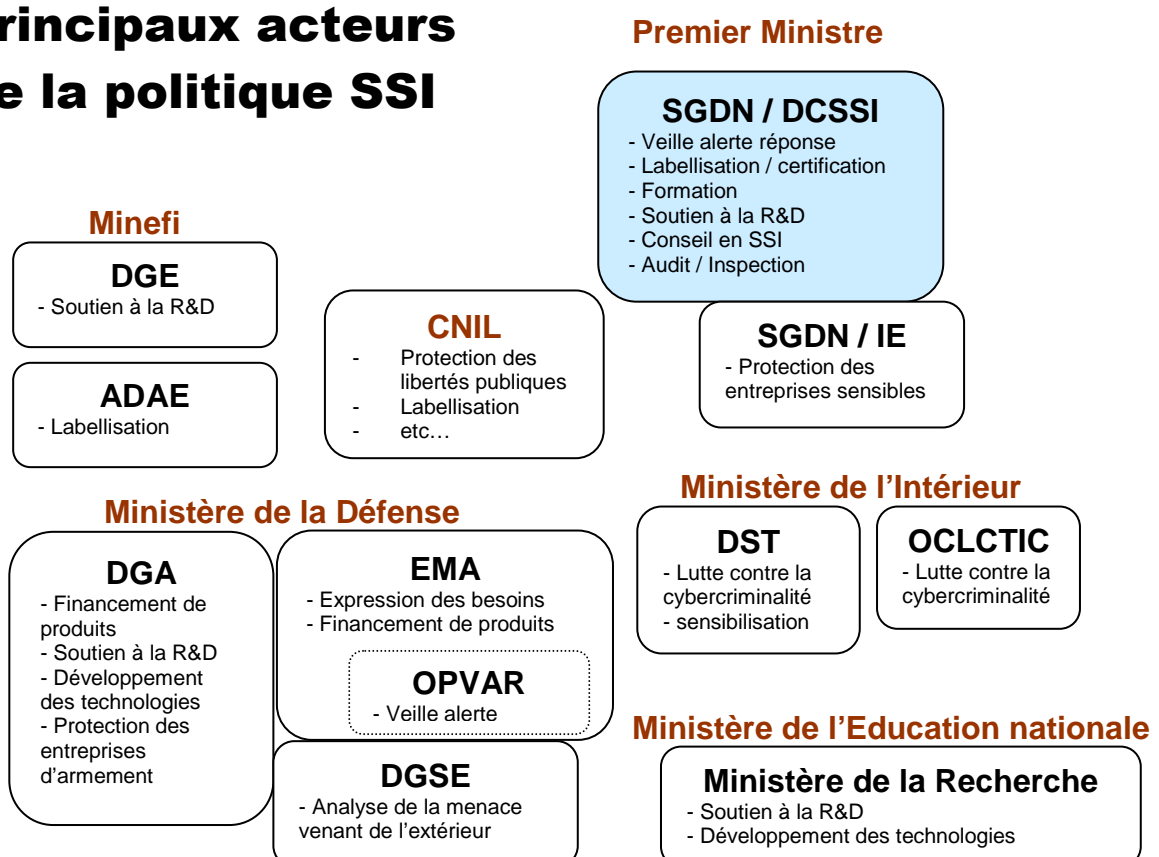 rincipaux acteurs
e la politique SSI
Premier Ministre
SGDN / DCSSI
- Veille alerte réponse
- Labellisation / certification
- Formation
- Soutien à la R&D
- Conseil en SSI
- Audit / Inspection
SGDN / IE
- Protection des
entreprises sensibles
Minefi
DGE
- Soutien à la R&D
ADAE
- Labellisation
CNIL
- Protection des
libertés publiques
- Labellisation
- etc…
Ministère de la Défense
DGA
- Financement de
produits
- Soutien à la R&D
- Développement
des technologies
- Protection des
entreprises
d'armement
EMA
- Expression des besoins
- Financement de produits
OPVAR
- Veille alerte
DGSE
- Analyse de la menace
venant de l'extérieur
Ministère de l'Intérieur
DST
- Lutte contre la
cybercriminalité
- sensibilisation
OCLCTIC
- Lutte contre la
cybercriminalité
Ministère de l'Education nationale
Ministère de la Recherche
- Soutien à la R&D
- Développement des technologies